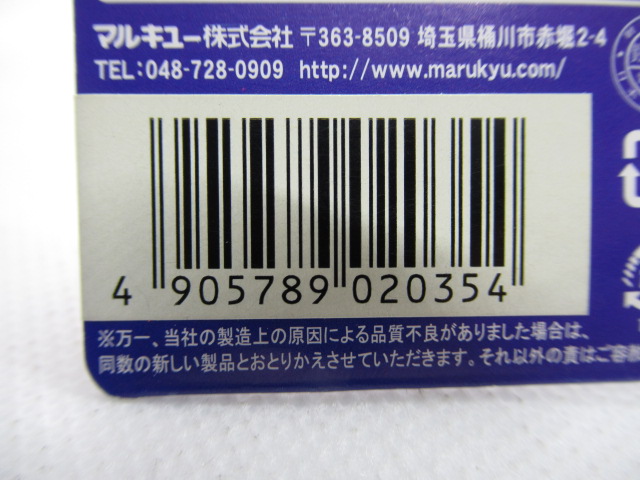 マルキユー株式会社 〒363-8509 埼玉県桶川市赤堀2-4
TEL:048-728-0909 http://www.marukyu.com/
4 905789 020354
※万一、当社の製造上の原因による品質不良がありました場合は、
同数の新しい製品とおとりかえさせていただきます。それ以外の責はご容赦